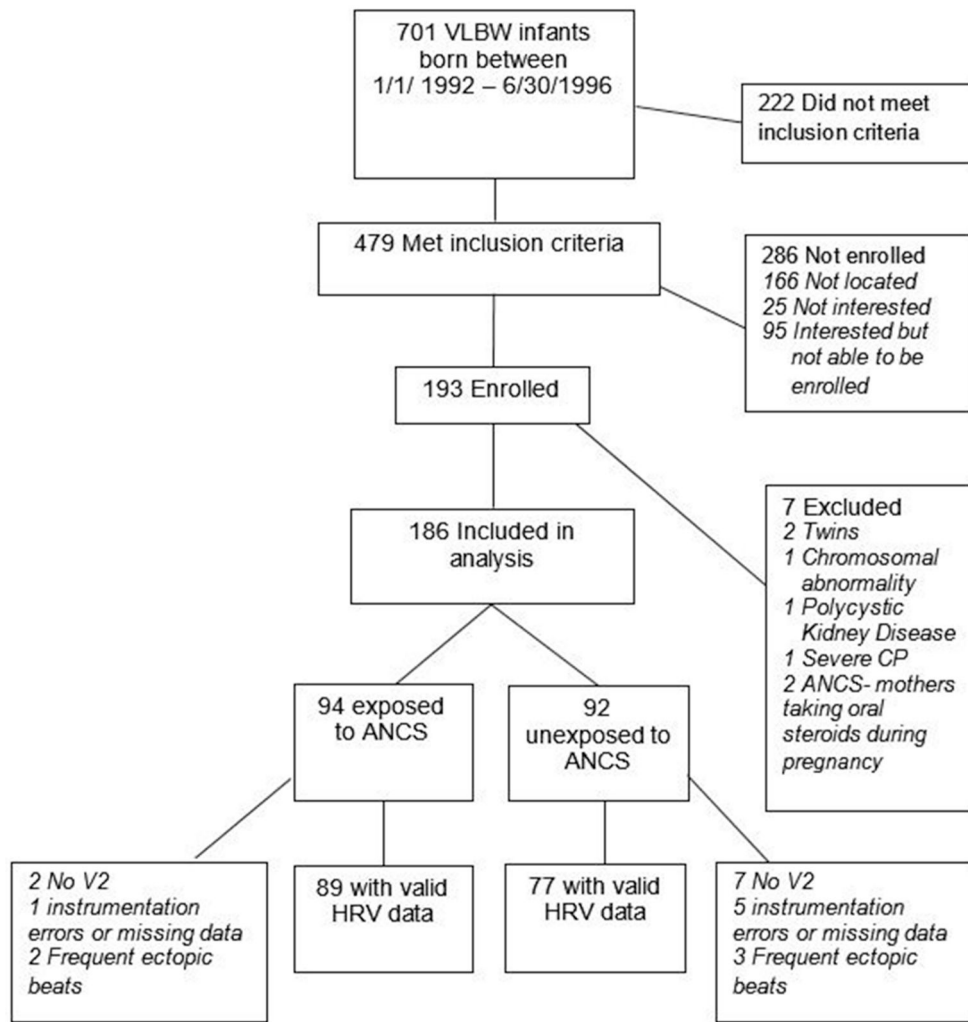 701 VLBW infants
born between
1/1/ 1992 – 6/30/1996
222 Did not meet
inclusion criteria
479 Met inclusion criteria
286 Not enrolled
166 Not located
25 Not interested
95 Interested but
not able to be
enrolled
193 Enrolled
7 Excluded
2 Twins
1 Chromosomal
abnormality
1 Polycystic
Kidney Disease
1 Severe CP
2 ANCS- mothers
taking oral
steroids during
pregnancy
186 Included in
analysis
94 exposed
to ANCS
92
unexposed to
ANCS
2 No V2
1 instrumentation
errors or missing data
2 Frequent ectopic
beats
89 with valid
HRV data
77 with valid
HRV data
7 No V2
5 instrumentation
errors or missing data
3 Frequent ectopic
beats